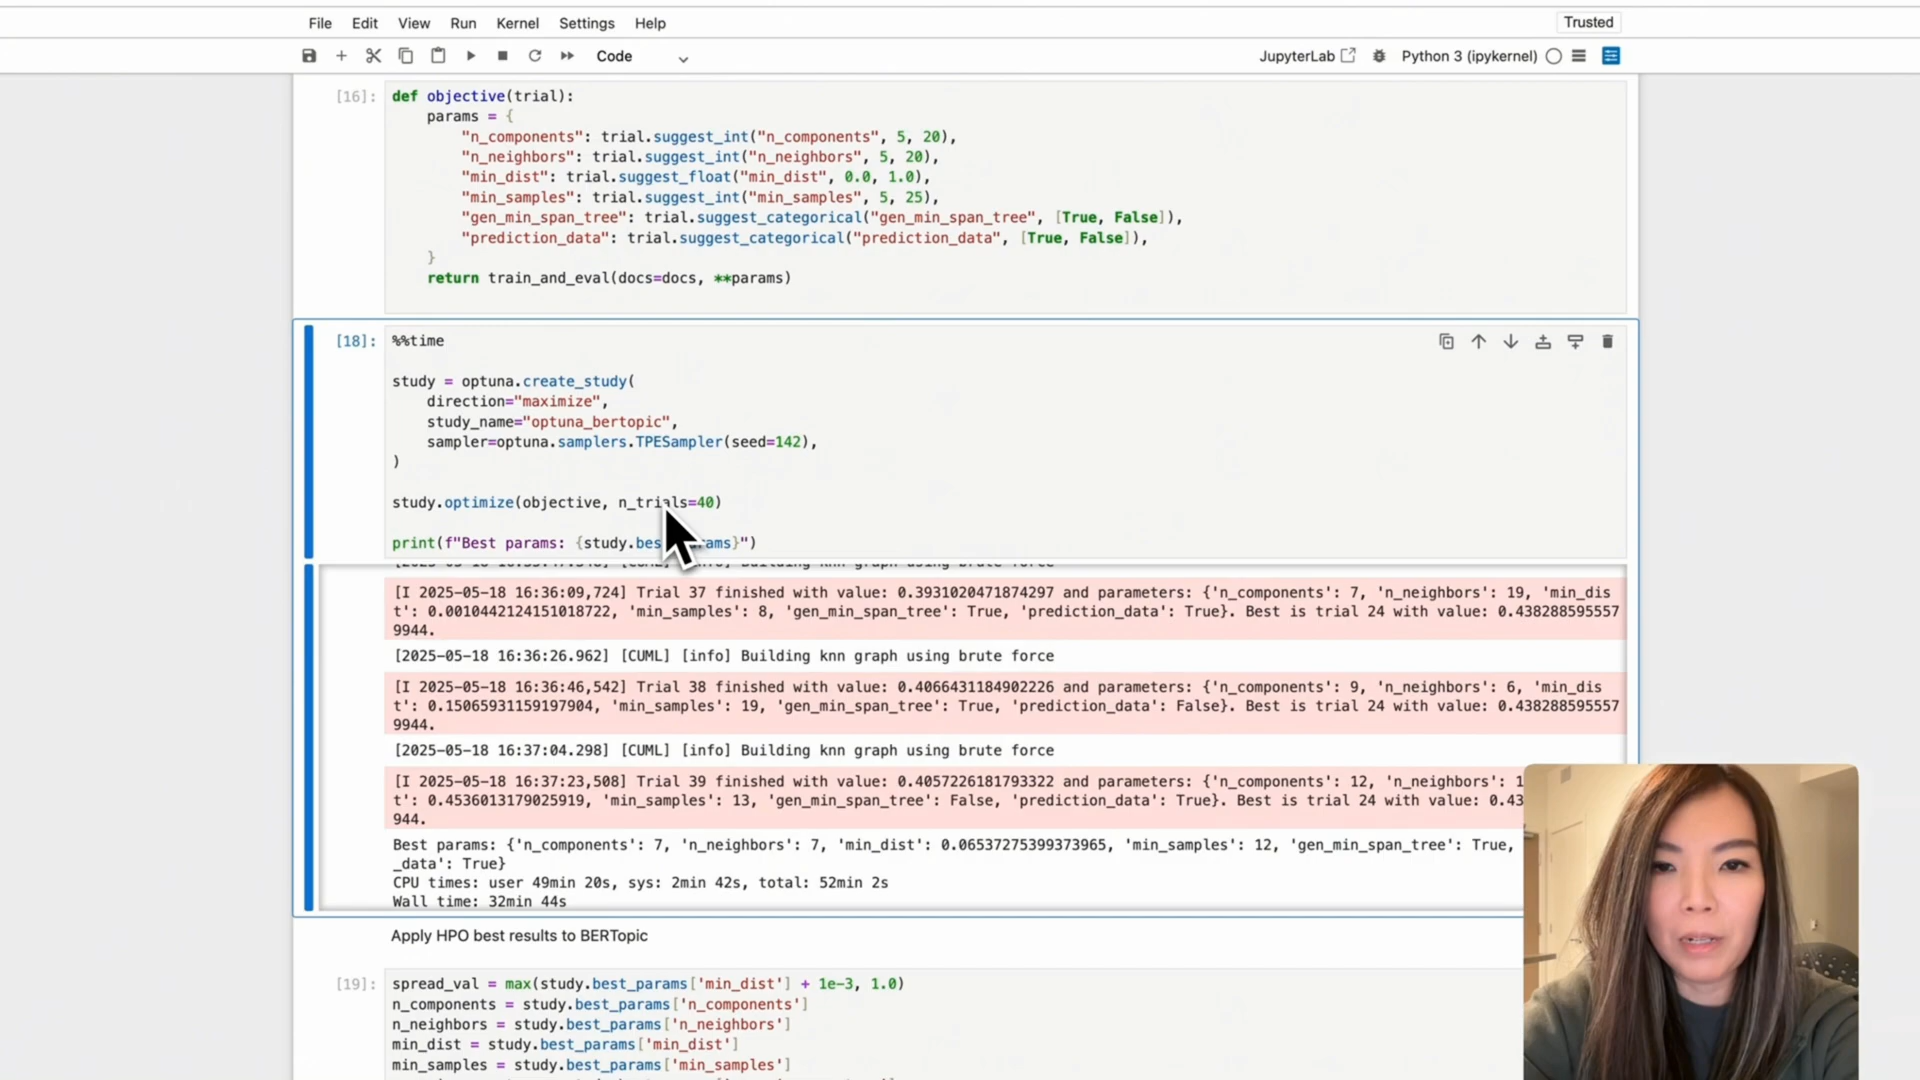 File Edit View Run Kernel Settings Help Trusted
Code JupyterLab Python 3 (ipykernel)
[16]: def objective(trial):
params = {
"n_components": trial.suggest_int("n_components", 5, 20),
"n_neighbors": trial.suggest_int("n_neighbors", 5, 20),
"min_dist": trial.suggest_float("min_dist", 0.0, 1.0),
"min_samples": trial.suggest_int("min_samples", 5, 25),
"gen_min_span_tree": trial.suggest_categorical("gen_min_span_tree", [True, False]),
"prediction_data": trial.suggest_categorical("prediction_data", [True, False]),
}
return train_and_eval(docs=docs, **params)
[18]: %%time
study = optuna.create_study(
direction="maximize",
study_name="optuna_bertopic",
sampler=optuna.samplers.TPESampler(seed=142),
)
study.optimize(objective, n_trials=40)
print(f"Best params: {study.bes rams}")
[CUML] [info] Building knn graph using brute force
[I 2025-05-18 16:36:09,724] Trial 37 finished with value: 0.3931020471874297 and parameters: {'n_components': 7, 'n_neighbors': 19, 'min_dis
t': 0.0010442124151018722, 'min_samples': 8, 'gen_min_span_tree': True, 'prediction_data': True}. Best is trial 24 with value: 0.438288595557
9944.
[2025-05-18 16:36:26.962] [CUML] [info] Building knn graph using brute force
[I 2025-05-18 16:36:46,542] Trial 38 finished with value: 0.4066431184902226 and parameters: {'n_components': 9, 'n_neighbors': 6, 'min_dis
t': 0.15065931159197904, 'min_samples': 19, 'gen_min_span_tree': True, 'prediction_data': False}. Best is trial 24 with value: 0.438288595557
9944.
[2025-05-18 16:37:04.298] [CUML] [info] Building knn graph using brute force
[I 2025-05-18 16:37:23,508] Trial 39 finished with value: 0.4057226181793322 and parameters: {'n_components': 12, 'n_neighbors': 1
t': 0.4536013179025919, 'min_samples': 13, 'gen_min_span_tree': False, 'prediction_data': True}. Best is trial 24 with value: 0.43
944.
Best params: {'n_components': 7, 'n_neighbors': 7, 'min_dist': 0.06537275399373965, 'min_samples': 12, 'gen_min_span_tree': True,
_data': True}
CPU times: user 49min 20s, sys: 2min 42s, total: 52min 2s
Wall time: 32min 44s
Apply HPO best results to BERTopic
[19]: spread_val = max(study.best_params['min_dist'] + 1e-3, 1.0)
n_components = study.best_params['n_components']
n_neighbors = study.best_params['n_neighbors']
min_dist = study.best_params['min_dist']
min_samples = study.best_params['min_samples']